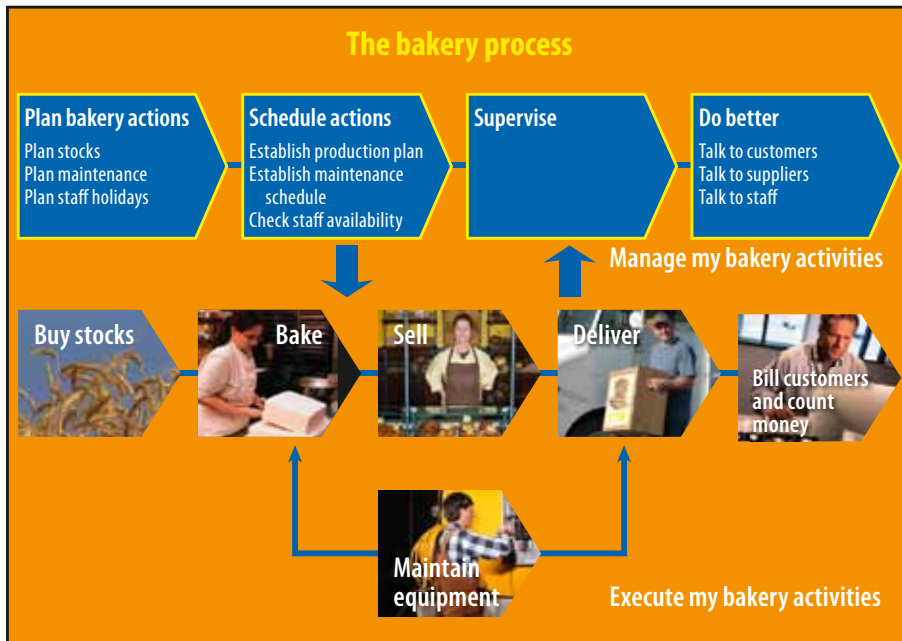 The bakery process
Plan bakery actions
Plan stocks
Plan maintenance
Plan staff holidays
Schedule actions
Establish production plan
Establish maintenance
schedule
Check staff availability
Supervise
Do better
Talk to customers
Talk to suppliers
Talk to staff
Manage my bakery activities
Buy stocks
Bake
Sell
Deliver
Bill customers
and count
money
Maintain
equipment
Execute my bakery activities